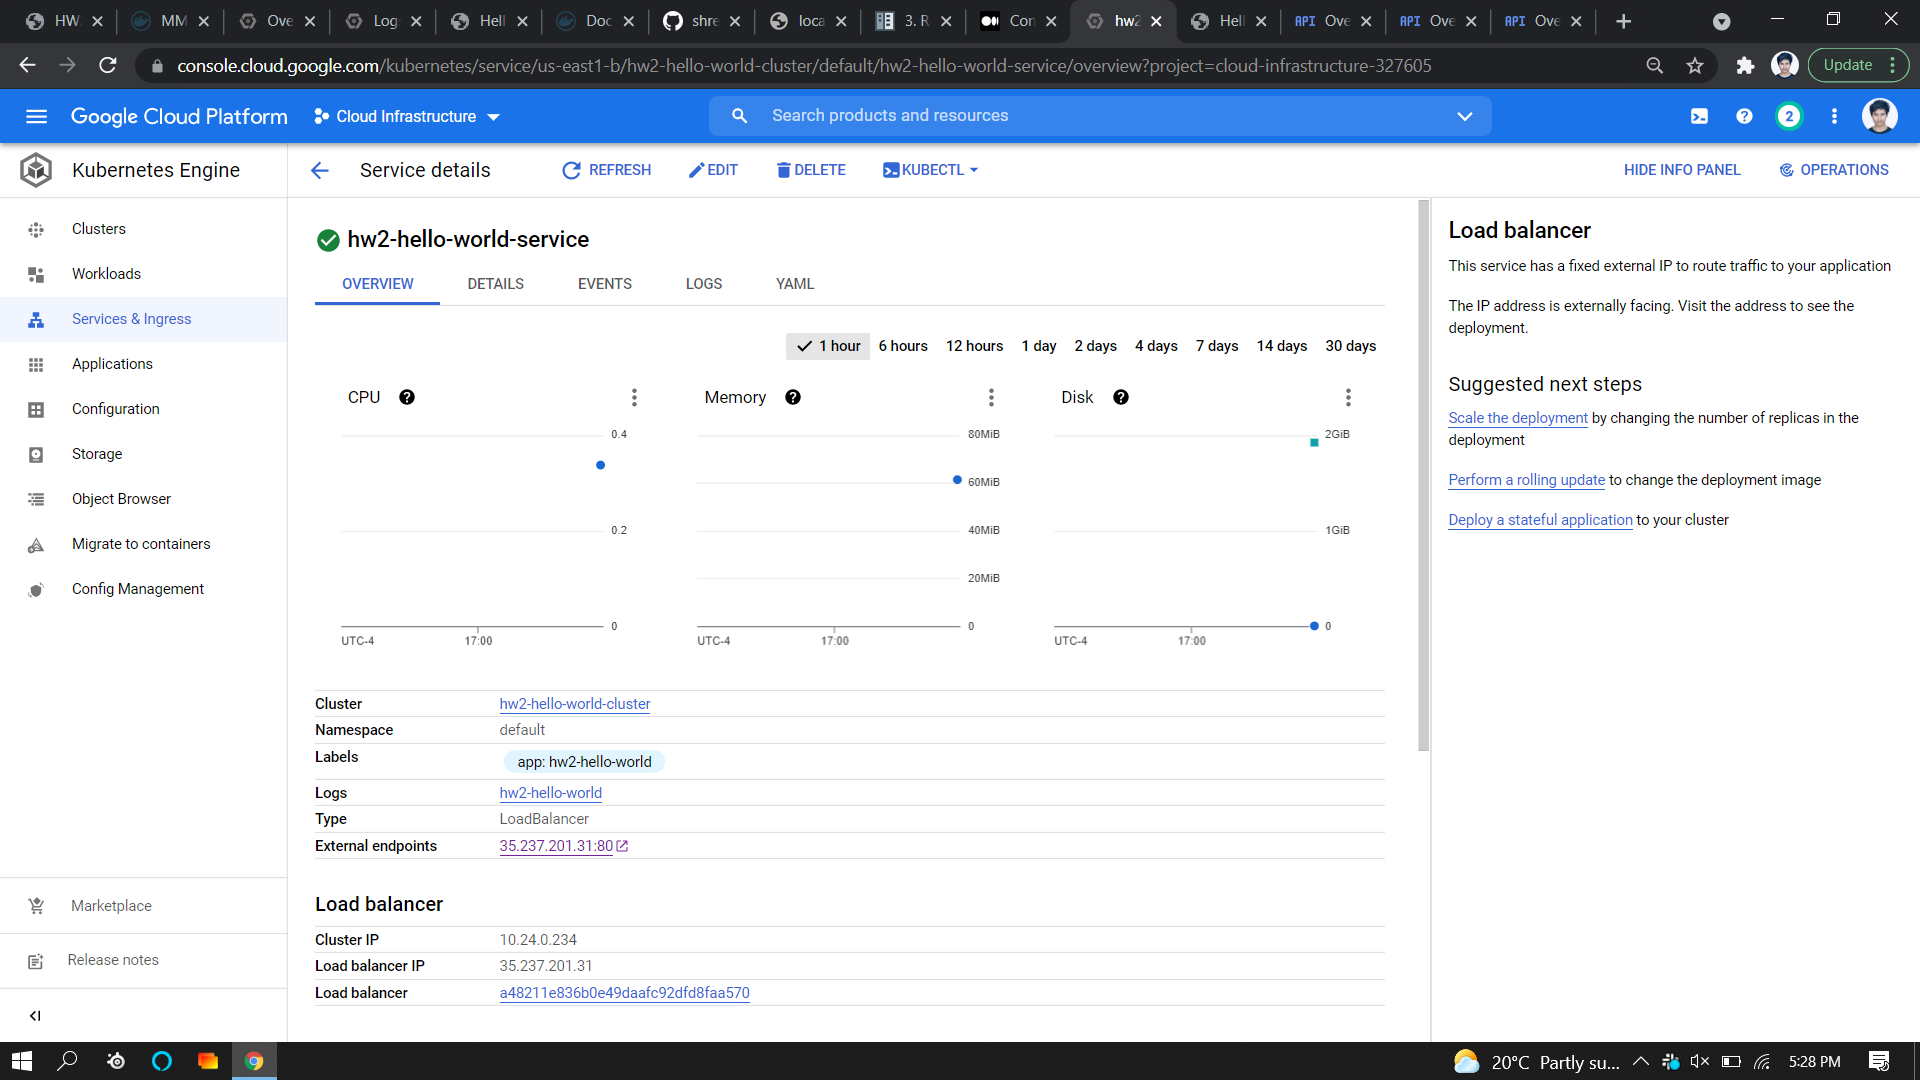 HW
MM
Ove
Log
Hell
Doc
shre
loca
3. R
Con
hw2
Hell
API Ove
API Ove
API Ove
console.cloud.google.com/kubernetes/service/us-east1-b/hw2-hello-world-cluster/default/hw2-hello-world-service/overview?project=cloud-infrastructure-327605
Update
Google Cloud Platform
Cloud Infrastructure
Search products and resources
2
Kubernetes Engine
Service details
REFRESH
EDIT
DELETE
KUBECTL
HIDE INFO PANEL
OPERATIONS
Clusters
Workloads
Services & Ingress
Applications
Configuration
Storage
Object Browser
Migrate to containers
Config Management
Marketplace
Release notes
hw2-hello-world-service
OVERVIEW
DETAILS
EVENTS
LOGS
YAML
1 hour
6 hours
12 hours
1 day
2 days
4 days
7 days
14 days
30 days
CPU
0.4
0.2
0
UTC-4
17:00
Memory
80MiB
60MiB
40MiB
20MiB
0
UTC-4
17:00
Disk
2GiB
1GiB
0
UTC-4
17:00
Cluster hw2-hello-world-cluster
Namespace default
Labels app: hw2-hello-world
Logs hw2-hello-world
Type LoadBalancer
External endpoints 35.237.201.31:80
Load balancer
Cluster IP 10.24.0.234
Load balancer IP 35.237.201.31
Load balancer a48211e836b0e49daafc92dfd8faa570
Load balancer
This service has a fixed external IP to route traffic to your application
The IP address is externally facing. Visit the address to see the
deployment.
Suggested next steps
Scale the deployment by changing the number of replicas in the
deployment
Perform a rolling update to change the deployment image
Deploy a stateful application to your cluster
20°C Partly su...
5:28 PM